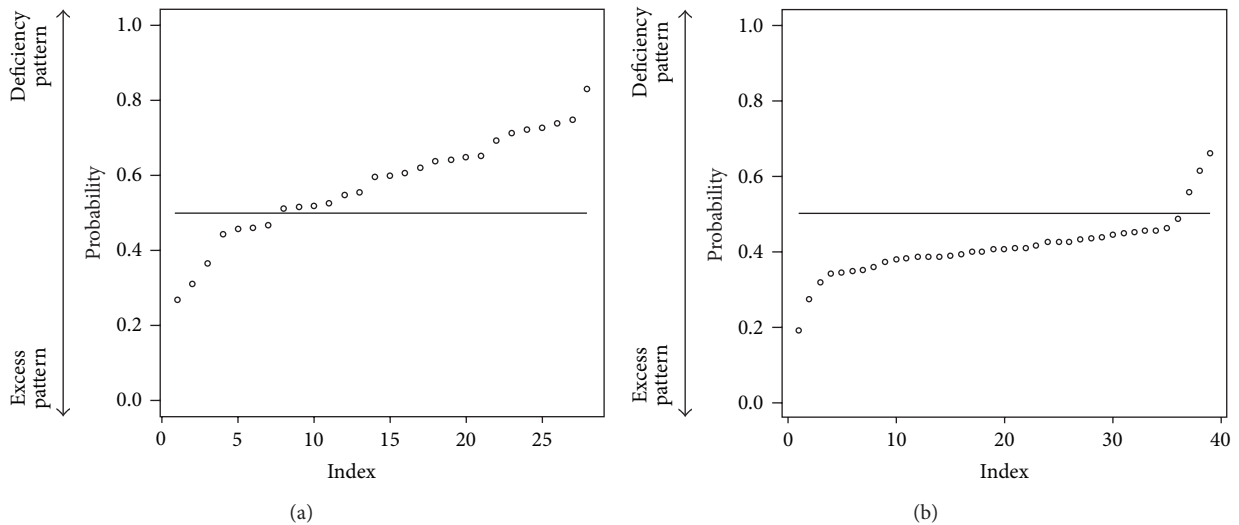 Deficiency
pattern
Excess
pattern
Probability
1.0
0.8
0.6
0.4
0.2
0.0
0
5
10
15
20
25
Index
(a)
Deficiency
pattern
Excess
pattern
Probability
1.0
0.8
0.6
0.4
0.2
0.0
0
10
20
30
40
Index
(b)